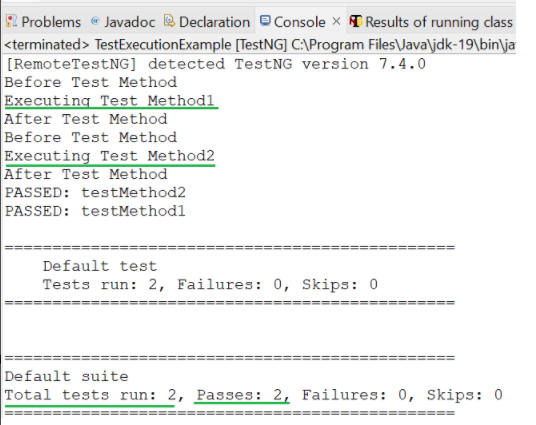 Problems Javadoc Declaration Console × Results of running class
<terminated> TestExecutionExample [TestNG] C:\Program Files\Java\jdk-19\bin\ja
[RemoteTestNG] detected TestNG version 7.4.0
Before Test Method
Executing Test Method1
After Test Method
Before Test Method
Executing Test Method2
After Test Method
PASSED: testMethod2
PASSED: testMethod1
===============================================
Default test
Tests run: 2, Failures: 0, Skips: 0
===============================================
===============================================
Default suite
Total tests run: 2, Passes: 2, Failures: 0, Skips: 0
===============================================